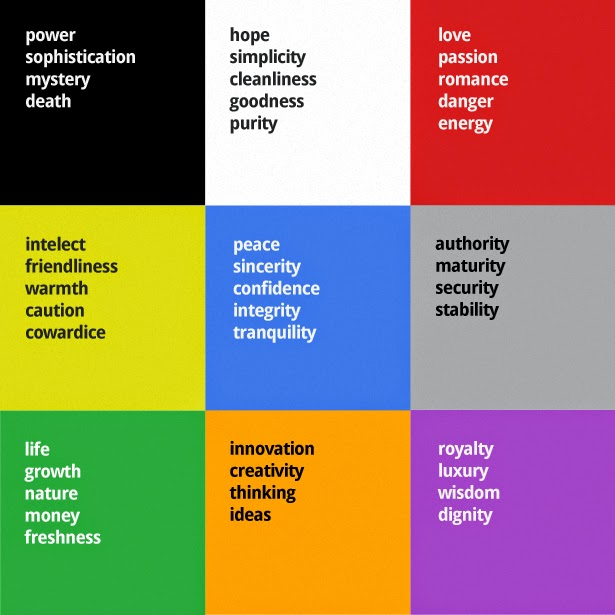 power
sophistication
mystery
death
hope
simplicity
cleanliness
goodness
purity
love
passion
romance
danger
energy
intelect
friendliness
warmth
caution
cowardice
peace
sincerity
confidence
integrity
tranquility
authority
maturity
security
stability
life
growth
nature
money
freshness
innovation
creativity
thinking
ideas
royalty
luxury
wisdom
dignity